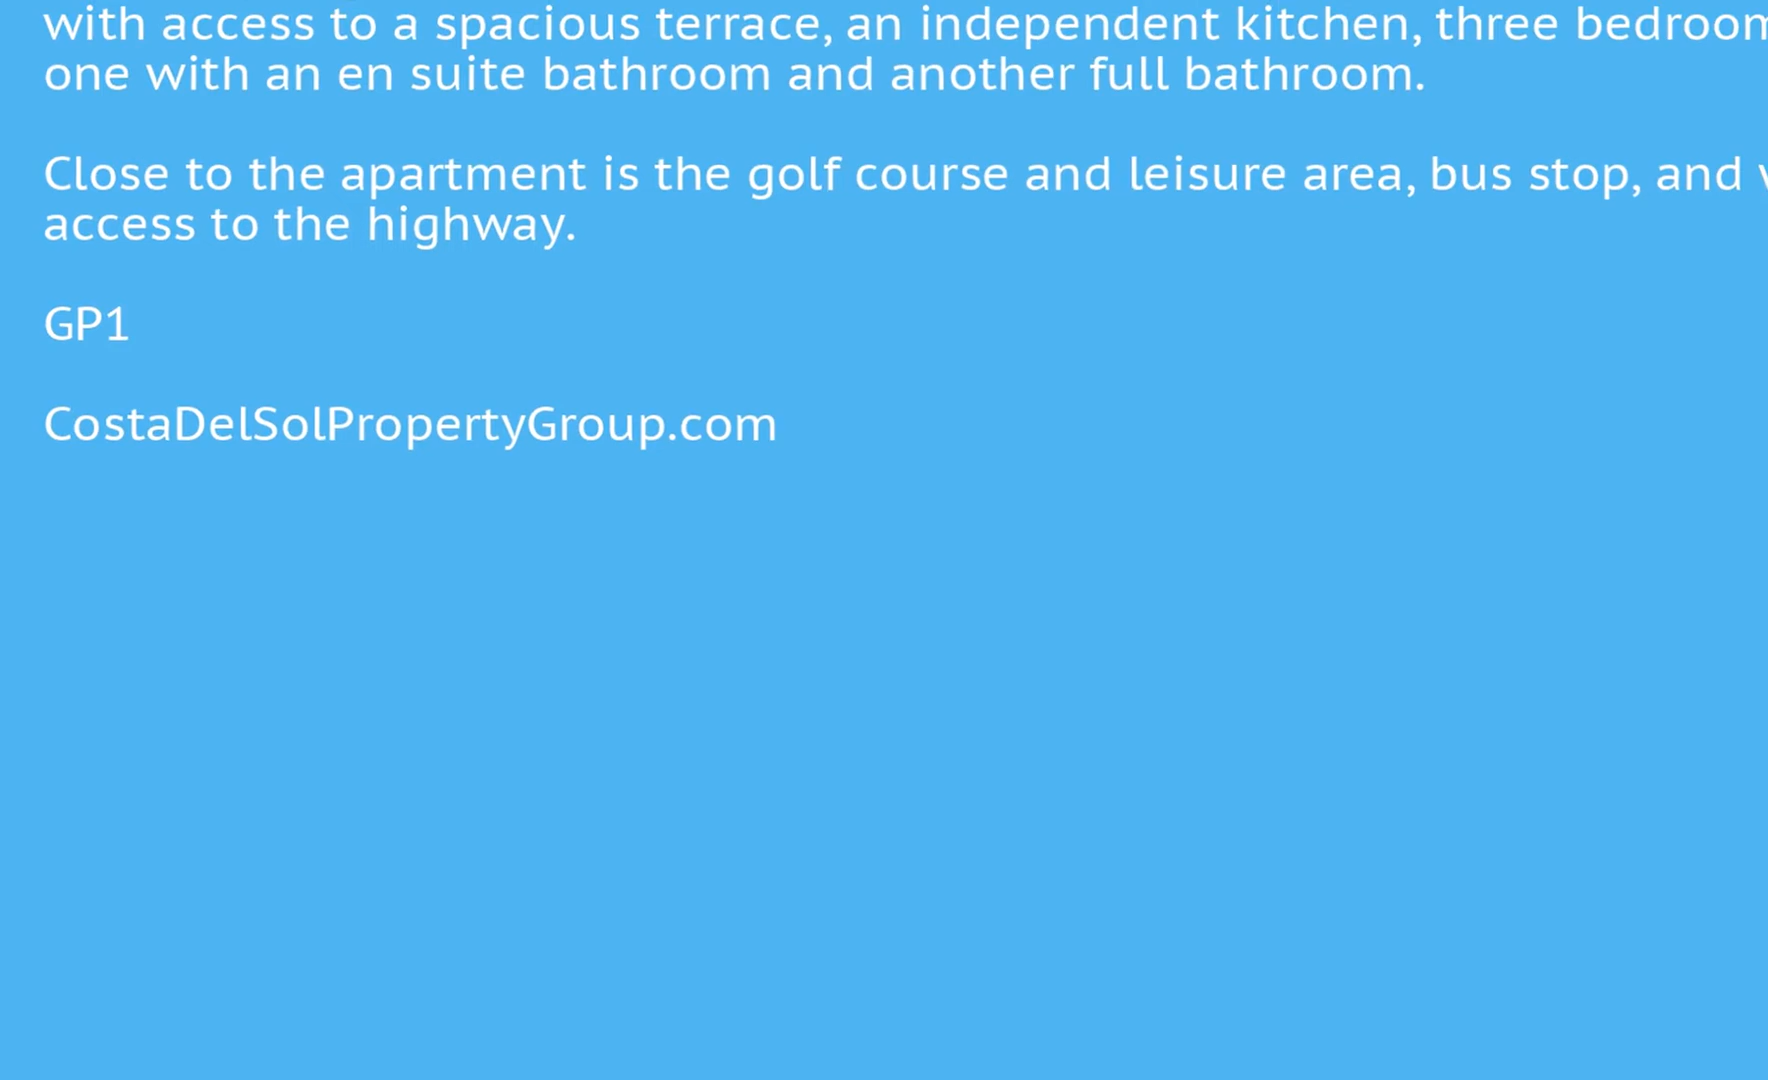 with access to a spacious terrace, an independent kitchen, three
one with an en suite bathroom and another full bathroom.
Close to the apartment is the golf course and leisure area, bus stop, and
access to the highway.
GP1
CostaDelSolPropertyGroup.com